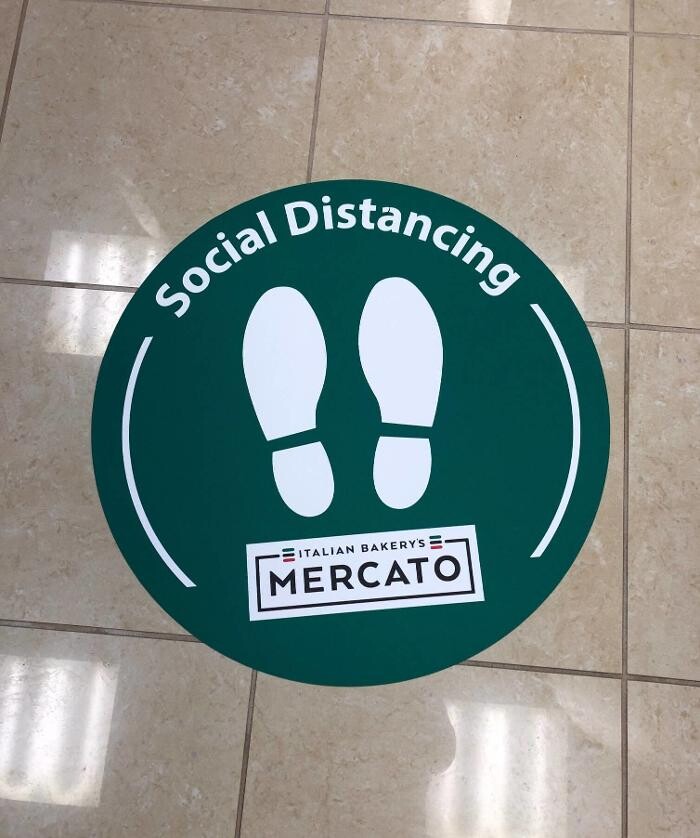 Social Distancing
ITALIAN BAKERY'S
MERCATO